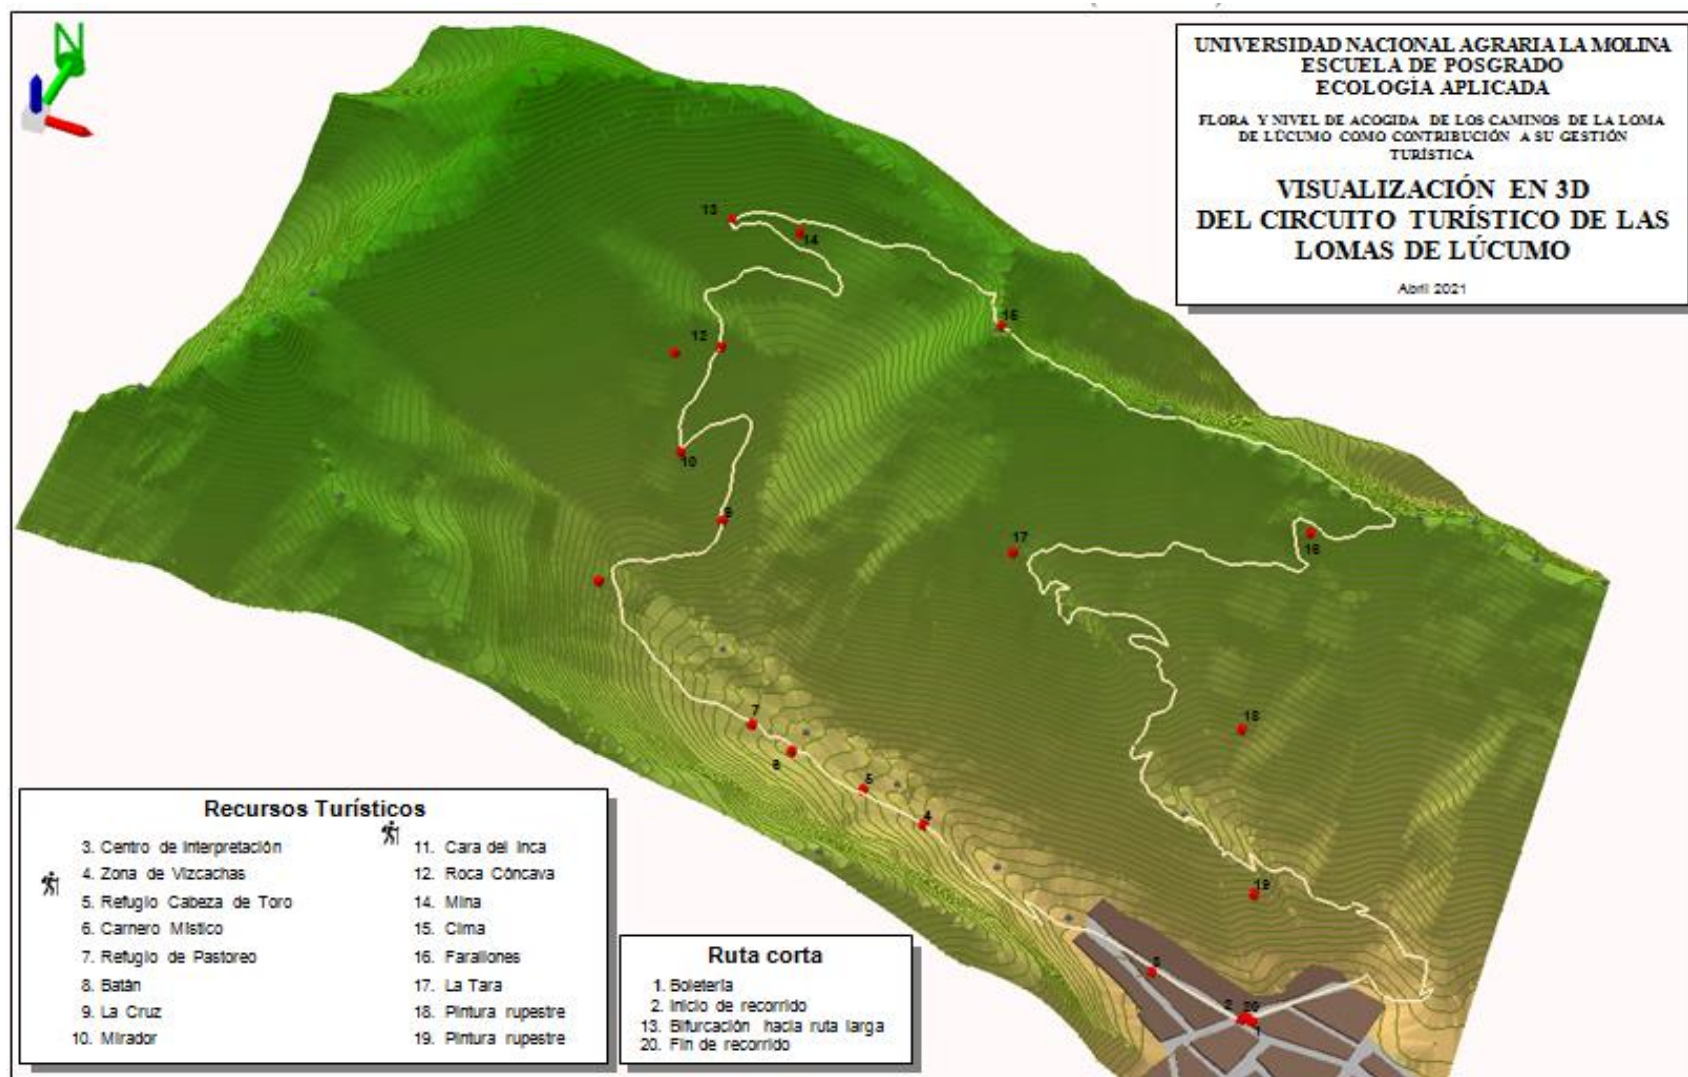 N
UNIVERSIDAD NACIONAL AGRARIA LA MOLINA
ESCUELA DE POSGRADO
ECOLOGÍA APLICADA
FLORA Y NIVEL DE ACOGIDA DE LOS CAMINOS DE LA LOMA
DE LÚCUMO COMO CONTRIBUCIÓN A SU GESTIÓN
TURÍSTICA
VISUALIZACIÓN EN 3D
DEL CIRCUITO TURÍSTICO DE LAS
LOMAS DE LÚCUMO
Abril 2021
13
14
15
12
10
9
17
16
7
6
5
4
18
19
3
2
20
1
Recursos Turísticos
3. Centro de Interpretación
4. Zona de Vizcachas
5. Refugio Cabeza de Toro
6. Carnero Místico
7. Refugio de Pastoreo
8. Batán
9. La Cruz
10. Mirador
11. Cara del Inca
12. Roca Cóncava
14. Mina
15. Cima
16. Farallones
17. La Tara
18. Pintura rupestre
19. Pintura rupestre
Ruta corta
1. Boletería
2. Inicio de recorrido
13. Bifurcación hacia ruta larga
20. Fin de recorrido